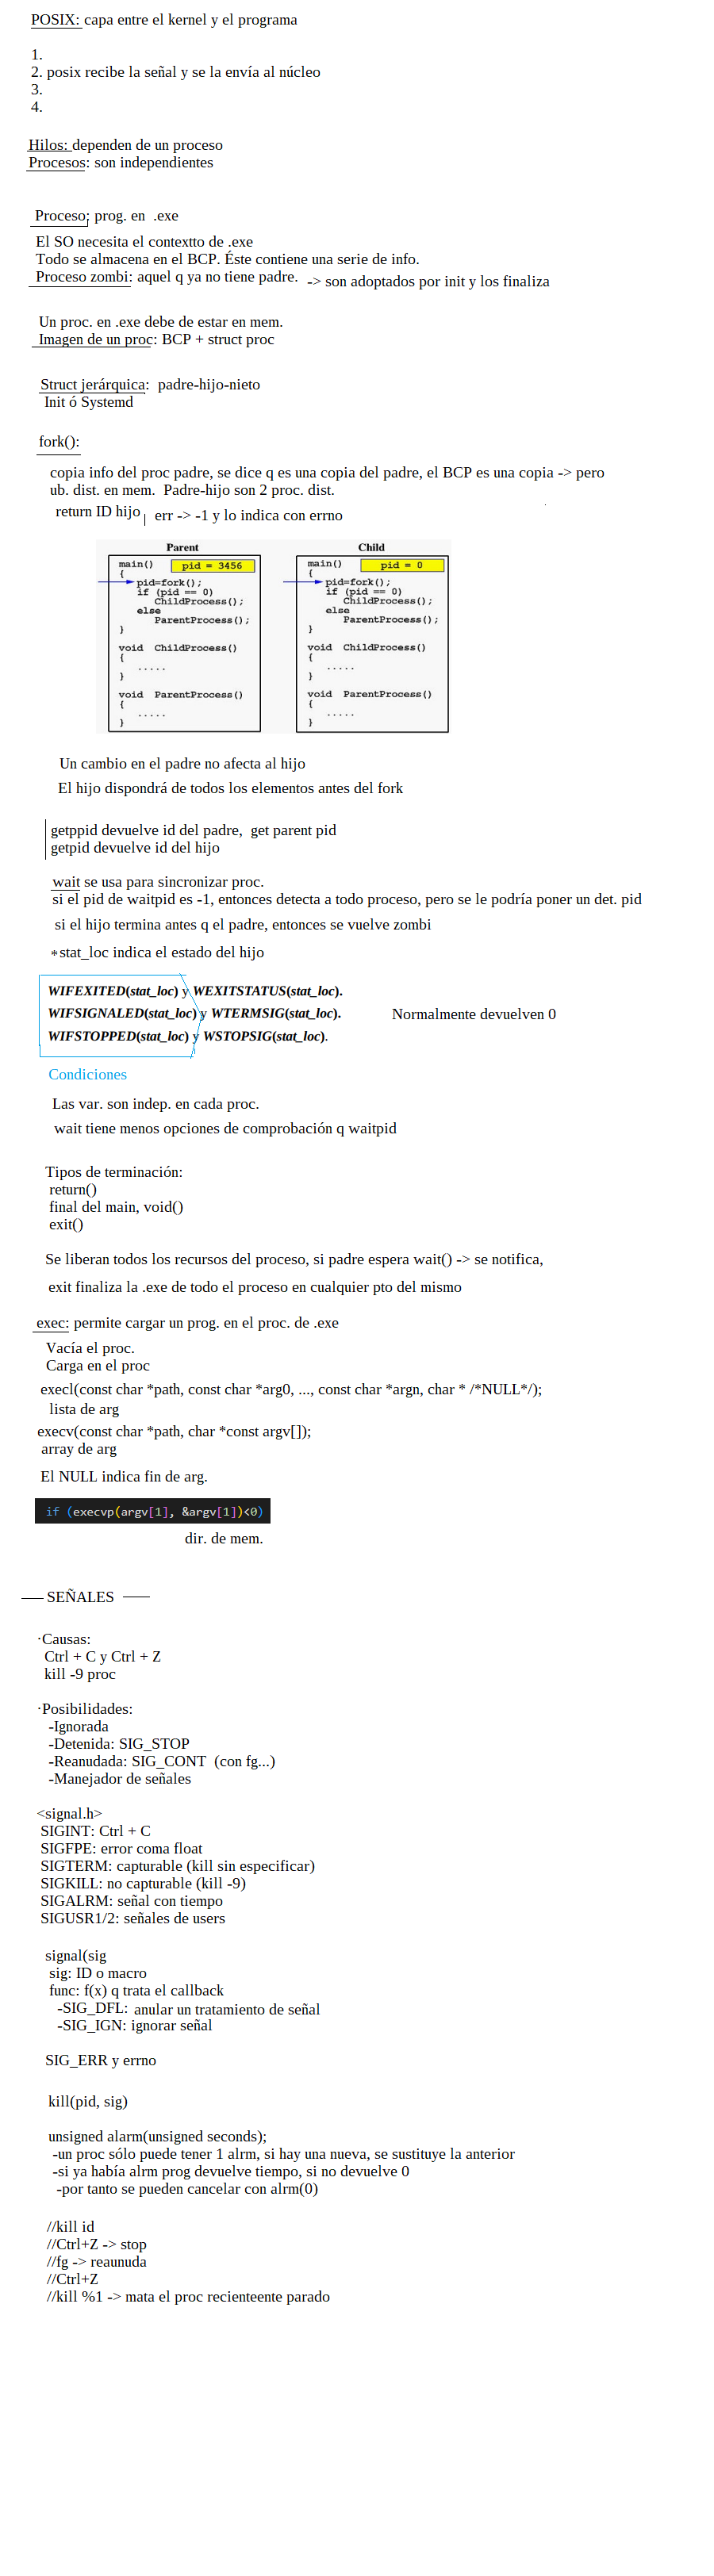 POSIX: capa entre el kernel y el programa
1.
2. posix recibe la señal y se la envía al núcleo
3.
4.
Hilos: dependen de un proceso
Procesos: son independientes
Proceso: prog. en .exe
El SO necesita el contextto de .exe
Todo se almacena en el BCP. Éste contiene una serie de info.
Proceso zombi: aquel q ya no tiene padre. -> son adoptados por init y los finaliza
Un proc. en .exe debe de estar en mem.
Imagen de un proc: BCP + struct proc
Struct jerárquica: padre-hijo-nieto
Init ó Systemd
fork():
copia info del proc padre, se dice q es una copia del padre, el BCP es una copia -> pero
ub. dist. en mem. Padre-hijo son 2 proc. dist.
return ID hijo | err -> -1 y lo indica con errno
Parent Child
main() pid = 3456 main() pid = 0
{ {
pid=fork(); pid=fork();
if (pid == 0) if (pid == 0)
ChildProcess(); ChildProcess();
else else
ParentProcess(); ParentProcess();
} }
void ChildProcess() void ChildProcess()
{ {
..... .....
} }
void ParentProcess() void ParentProcess()
{ {
..... .....
} }
Un cambio en el padre no afecta al hijo
El hijo dispondrá de todos los elementos antes del fork
getppid devuelve id del padre, get parent pid
getpid devuelve id del hijo
wait se usa para sincronizar proc.
si el pid de waitpid es -1, entonces detecta a todo proceso, pero se le podría poner un det. pid
si el hijo termina antes q el padre, entonces se vuelve zombi
*stat_loc indica el estado del hijo
WIFEXITED(stat_loc) y WEXITSTATUS(stat_loc).
WIFSIGNALED(stat_loc) y WTERMSIG(stat_loc). Normalmente devuelven 0
WIFSTOPPED(stat_loc) y WSTOPSIG(stat_loc).
Condiciones
Las var. son indep. en cada proc.
wait tiene menos opciones de comprobación q waitpid
Tipos de terminación:
return()
final del main, void()
exit()
Se liberan todos los recursos del proceso, si padre espera wait() -> se notifica,
exit finaliza la .exe de todo el proceso en cualquier pto del mismo
exec: permite cargar un prog. en el proc. de .exe
Vacía el proc.
Carga en el proc
execl(const char *path, const char *arg0, ..., const char *argn, char * /*NULL*/);
lista de arg
execv(const char *path, char *const argv[]);
array de arg
El NULL indica fin de arg.
if (execvp(argv[1], &argv[1])<0)
dir. de mem.
SEÑALES
·Causas:
Ctrl + C y Ctrl + Z
kill -9 proc
·Posibilidades:
-Ignorada
-Detenida: SIG_STOP
-Reanudada: SIG_CONT (con fg...)
-Manejador de señales
<signal.h>
SIGINT: Ctrl + C
SIGFPE: error coma float
SIGTERM: capturable (kill sin especificar)
SIGKILL: no capturable (kill -9)
SIGALRM: señal con tiempo
SIGUSR1/2: señales de users
signal(sig
sig: ID o macro
func: f(x) q trata el callback
-SIG_DFL: anular un tratamiento de señal
-SIG_IGN: ignorar señal
SIG_ERR y errno
kill(pid, sig)
unsigned alarm(unsigned seconds);
-un proc sólo puede tener 1 alrm, si hay una nueva, se sustituye la anterior
-si ya había alrm prog devuelve tiempo, si no devuelve 0
-por tanto se pueden cancelar con alrm(0)
//kill id
//Ctrl+Z -> stop
//fg -> reaunuda
//Ctrl+Z
//kill %1 -> mata el proc recienteente parado